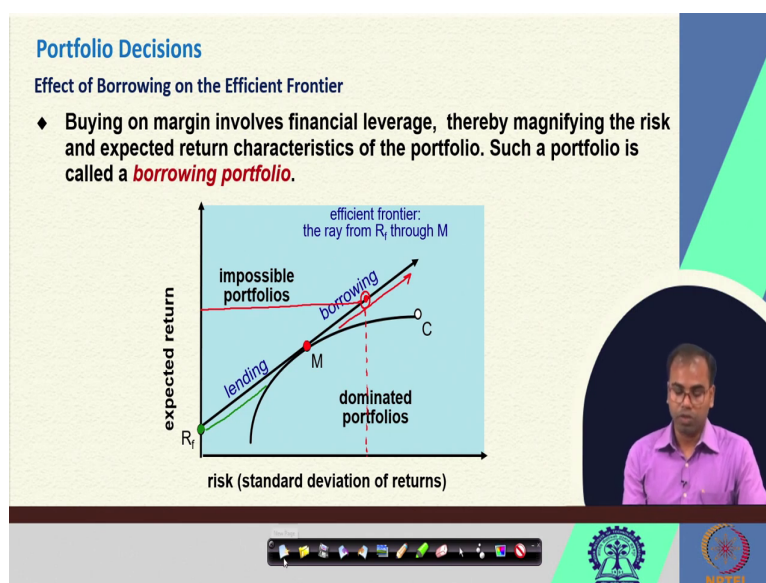 Portfolio Decisions
Effect of Borrowing on the Efficient Frontier
♦ Buying on margin involves financial leverage, thereby magnifying the risk
and expected return characteristics of the portfolio. Such a portfolio is
called a borrowing portfolio.
efficient frontier:
the ray from Rf through M
impossible
portfolios
borrowing
C
M
lending
dominated
portfolios
expected return
Rf
risk (standard deviation of returns)
NPTEL